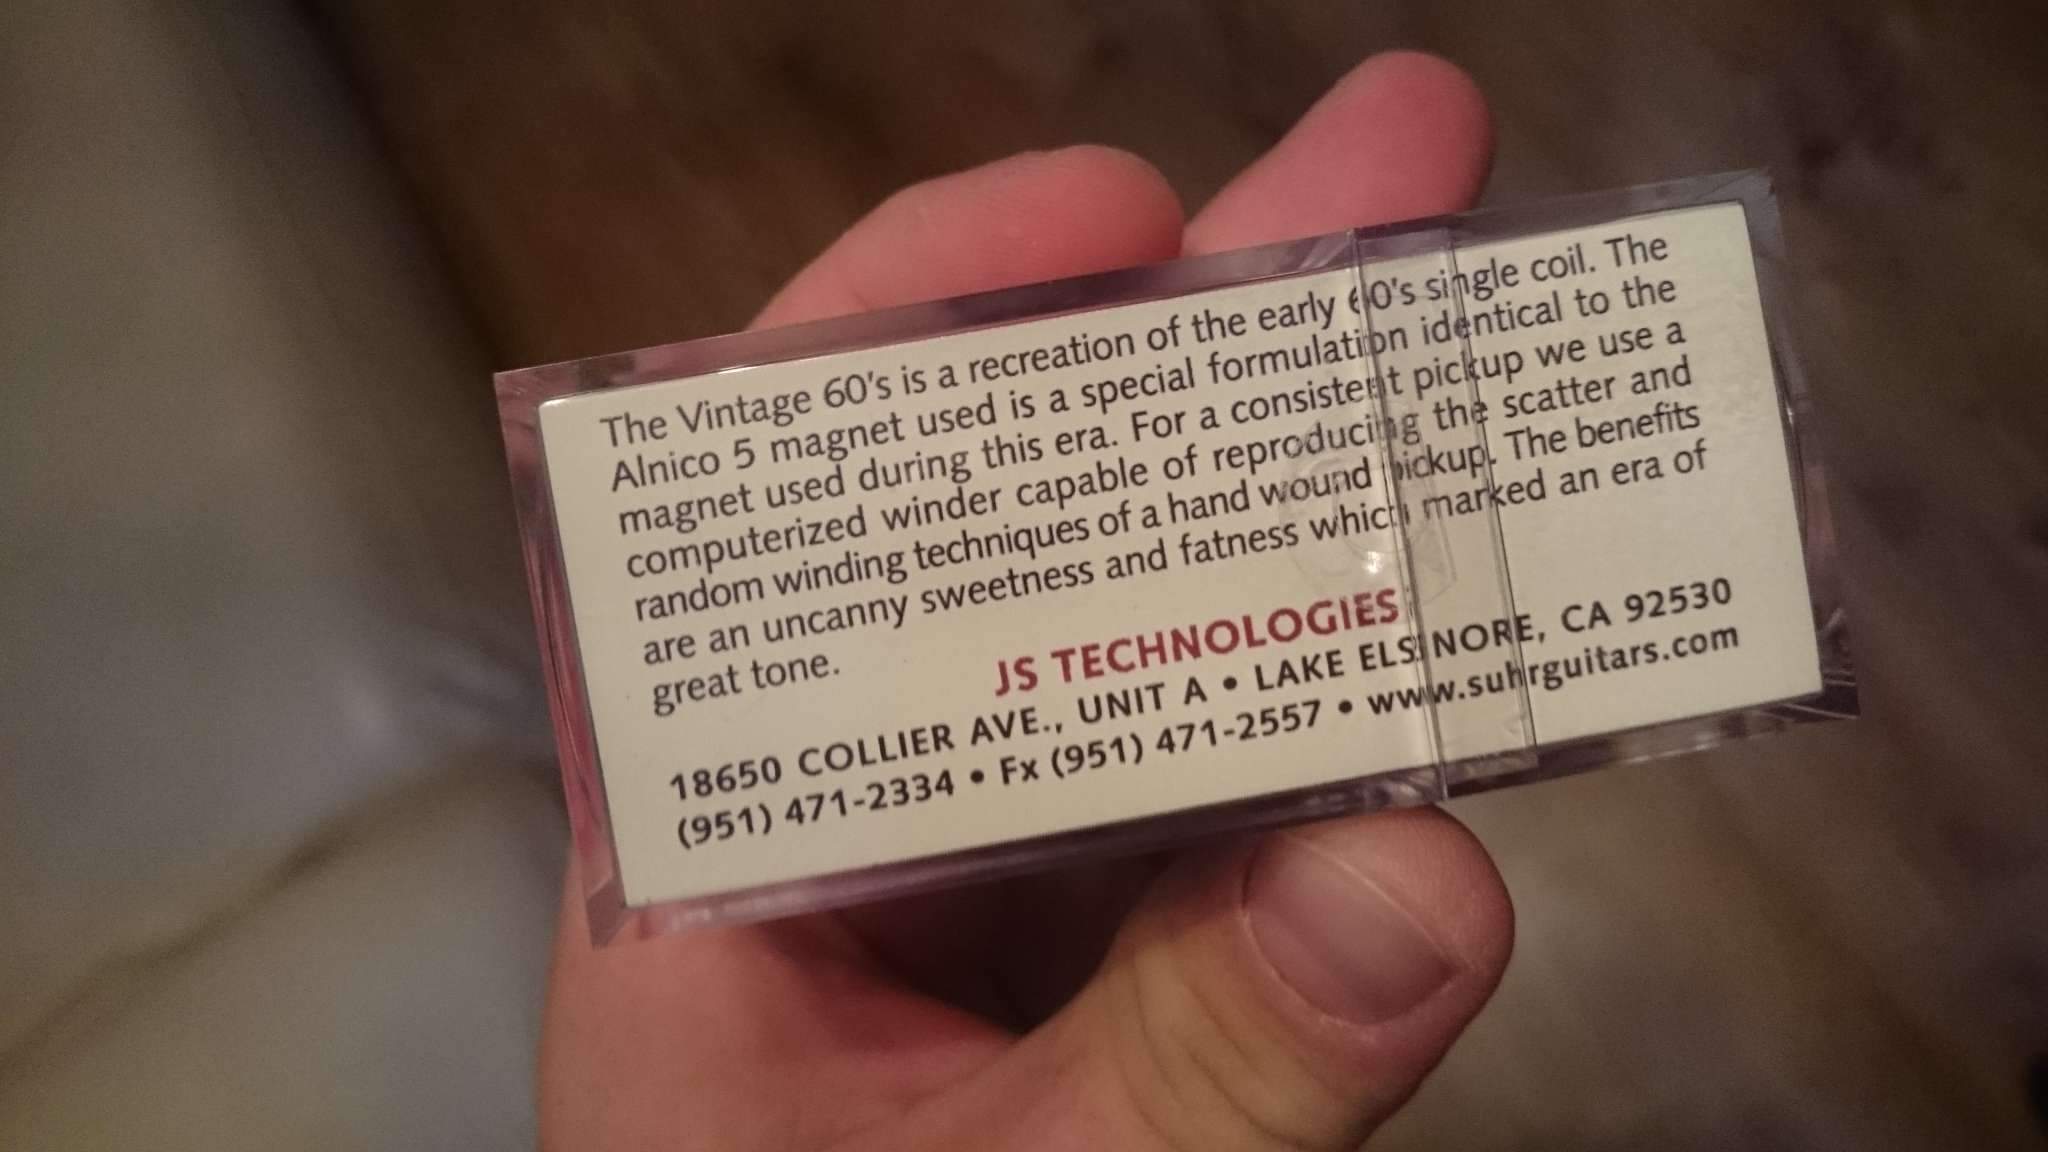 The Vintage 60's is a recreation of the early 60's single coil. The
Alnico 5 magnet used is a special formulation identical to the
magnet used during this era. For a consistent pickup we use a
computerized winder capable of reproducing the scatter and
random winding techniques of a hand wound pickup. The benefits
are an uncanny sweetness and fatness which marked an era of
great tone.
JS TECHNOLOGIES
18650 COLLIER AVE., UNIT A • LAKE ELSINORE, CA 92530
(951) 471-2334 • Fx (951) 471-2557 • www.suhrguitars.com